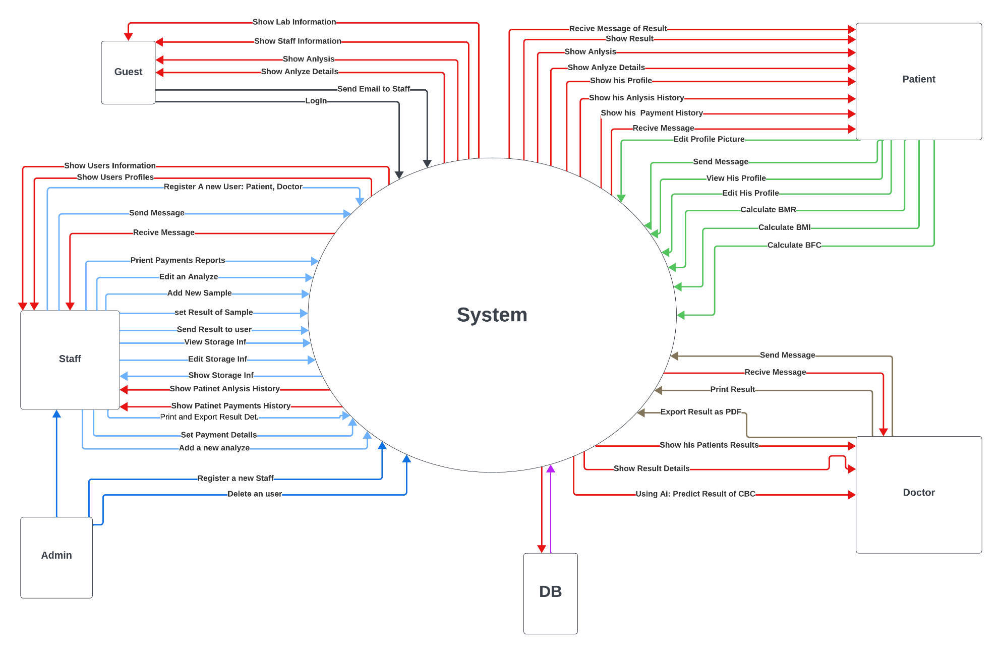 Show Lab Information
Show Staff Information
Show Anlysis
Show Anlyze Details
Guest
Send Email to Staff
LogIn
Recive Message of Result
Show Result
Show Anlysis
Show Anlyze Details
Show his Profile
Show his Anlysis History
Show his  Payment History
Recive Message
Patient
Edit Profile Picture
Send Message
View His Profile
Edit His Profile
Calculate BMR
Calculate BMI
Calculate BFC
Show Users Information
Show Users Profiles
Register A new User: Patient, Doctor
Send Message
Recive Message
Prient Payments Reports
Edit an Analyze
Add New Sample
set Result of Sample
Send Result to user
View Storage Inf
Edit Storage Inf
Show Storage Inf
Show Patinet Anlysis History
Show Patinet Payments History
Print and Export Result Det.
Set Payment Details
Add a new analyze
Staff
System
Send Message
Recive Message
Print Result
Export Result as PDF
Show his Patients Results
Show Result Details
Using Ai: Predict Result of CBC
Doctor
Register a new Staff
Delete an user
Admin
DB